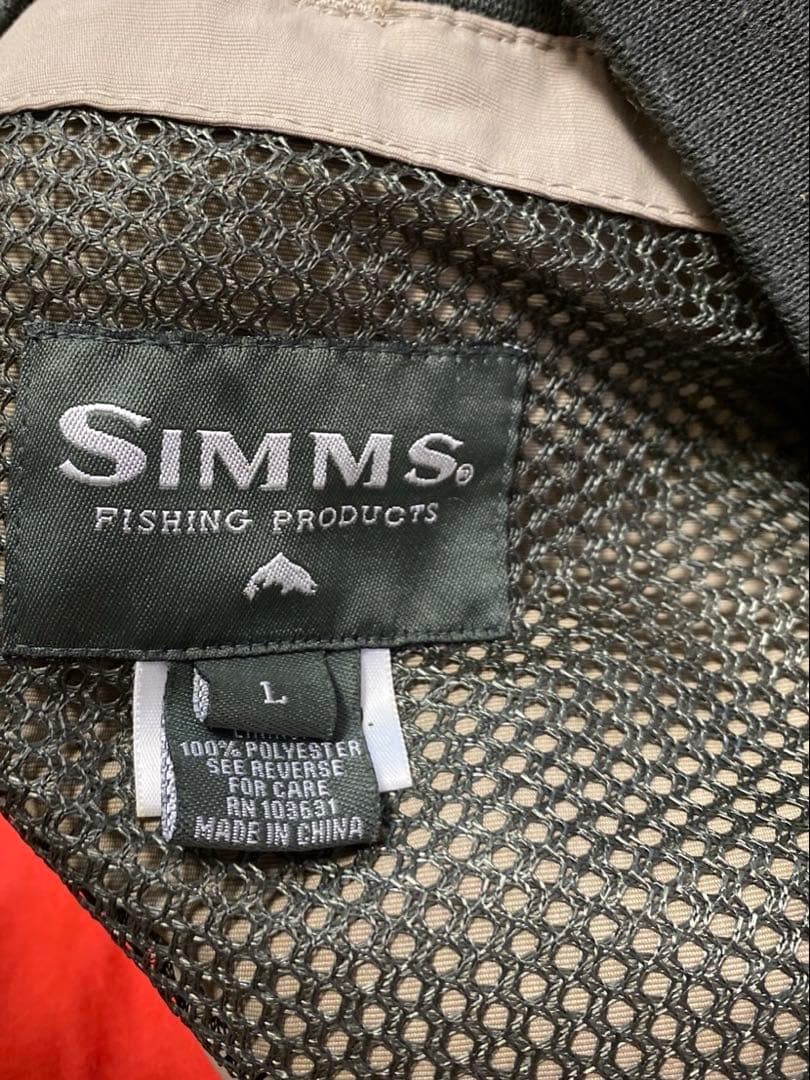 SIMMS®
FISHING PRODUCTS
L
100% POLYESTER
SEE REVERSE
FOR CARE
RN 103631
MADE IN CHINA